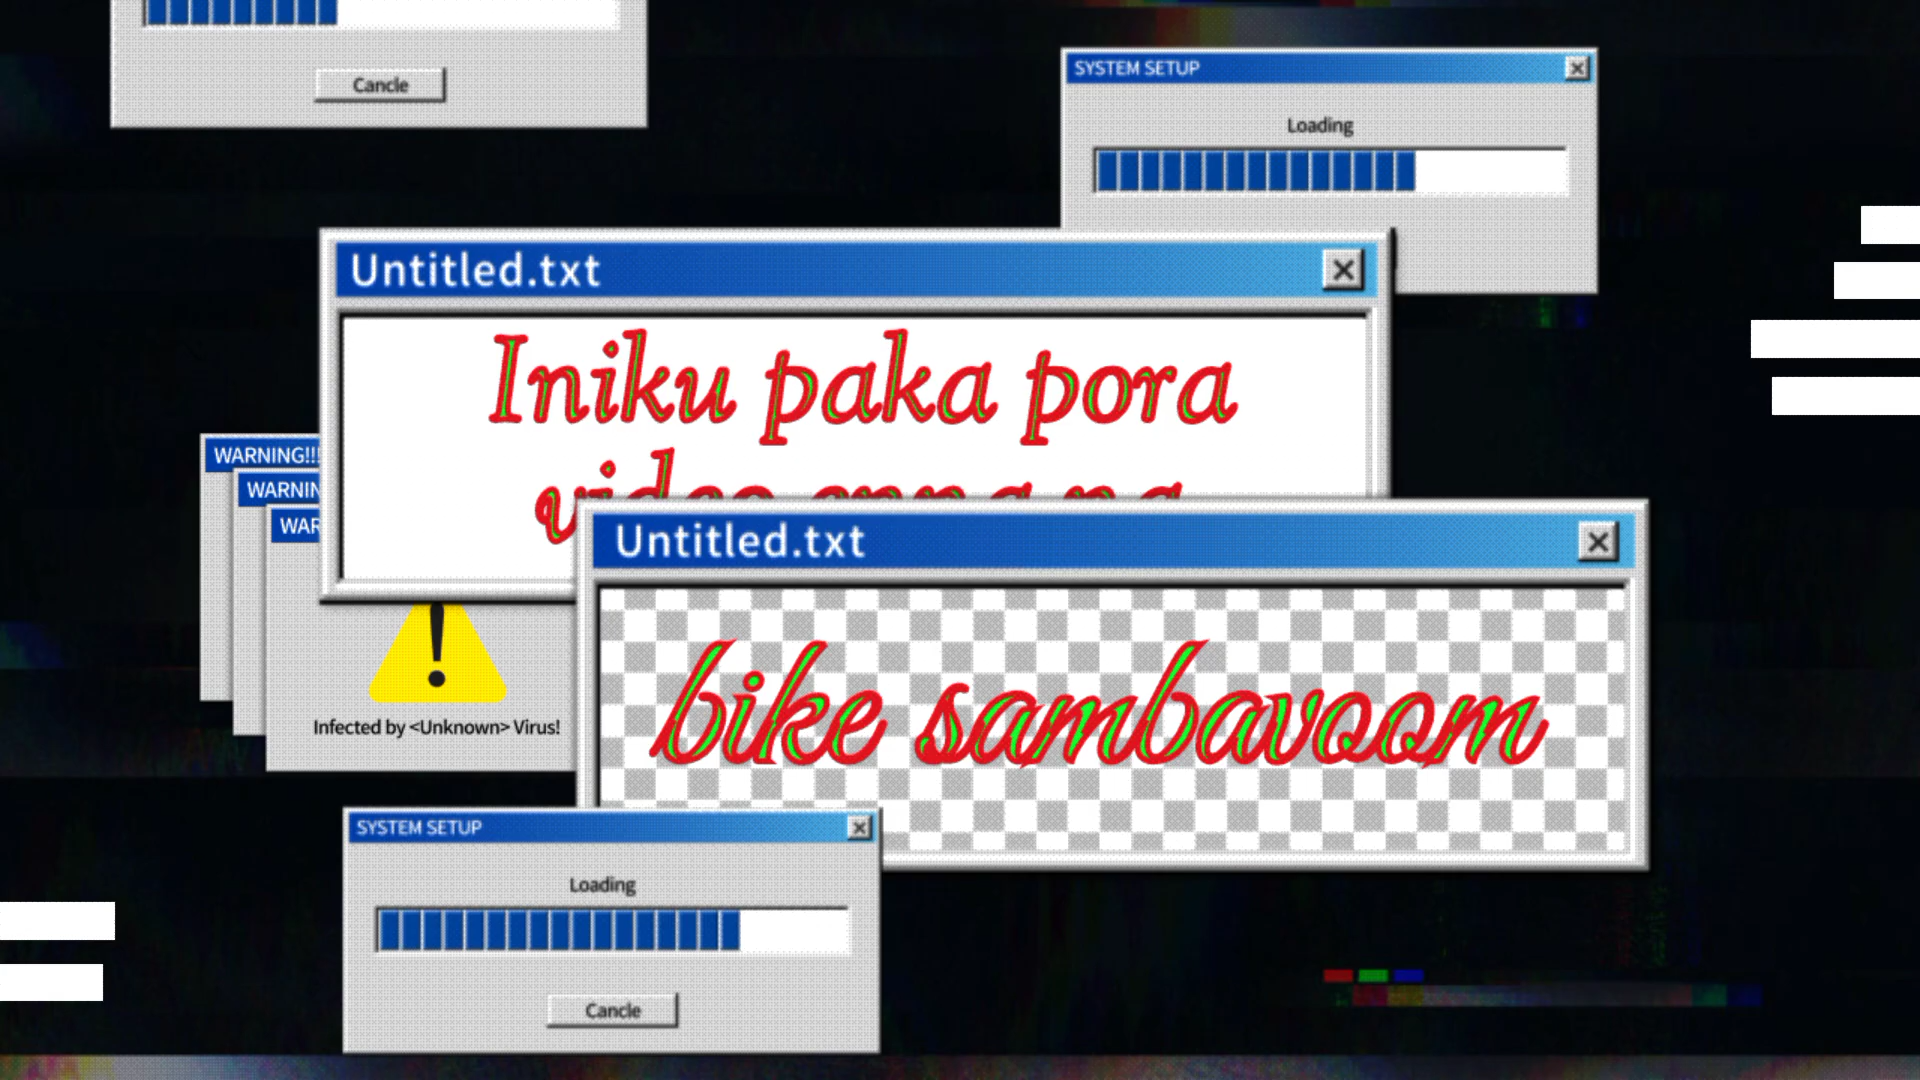 Cancle
SYSTEM SETUP
Loading
Untitled.txt
Iniku paka pora
WARNING!!!
Untitled.txt
bike sambavoom
Infected by <Unknown> Virus!
SYSTEM SETUP
Loading
Cancle